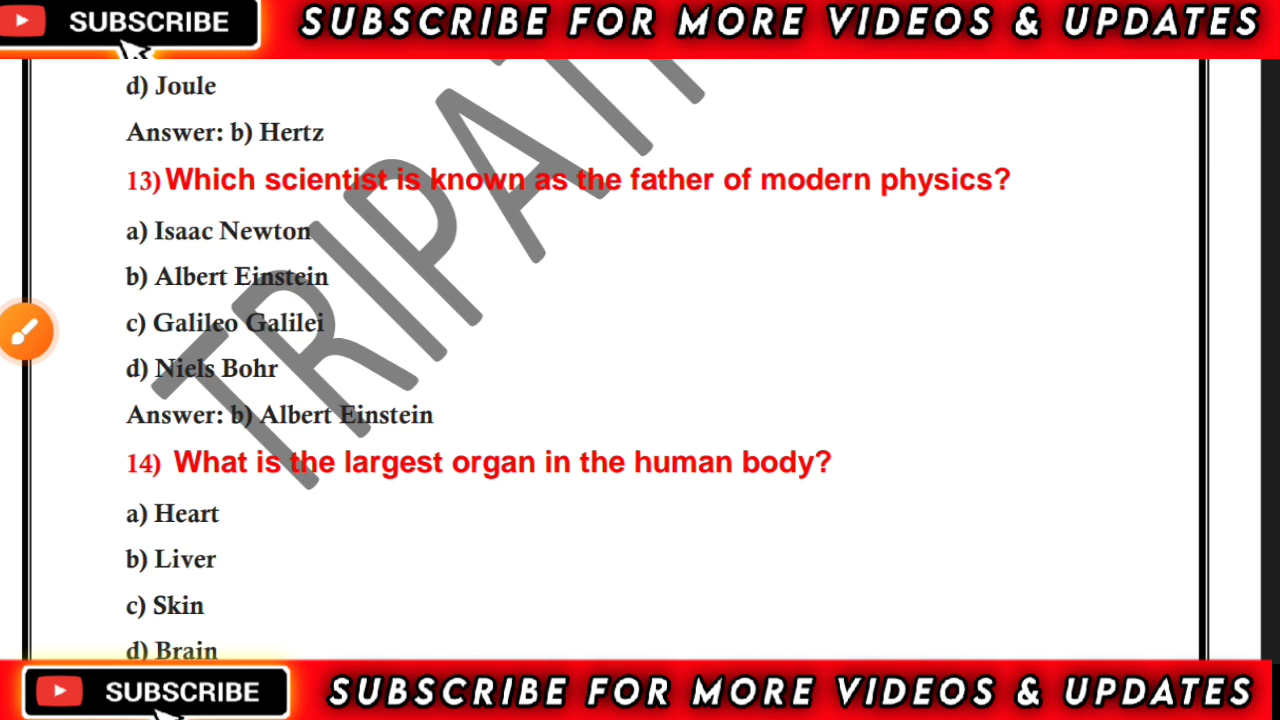 SUBSCRIBE SUBSCRIBE FOR MORE VIDEOS & UPDATES
d) Joule
Answer: b) Hertz
13) Which scientist is known as the father of modern physics?
a) Isaac Newton
b) Albert Einstein
c) Galileo Galilei
d) Niels Bohr
Answer: b) Albert Einstein
14) What is the largest organ in the human body?
a) Heart
b) Liver
c) Skin
d) Brain
SUBSCRIBE SUBSCRIBE FOR MORE VIDEOS & UPDATES